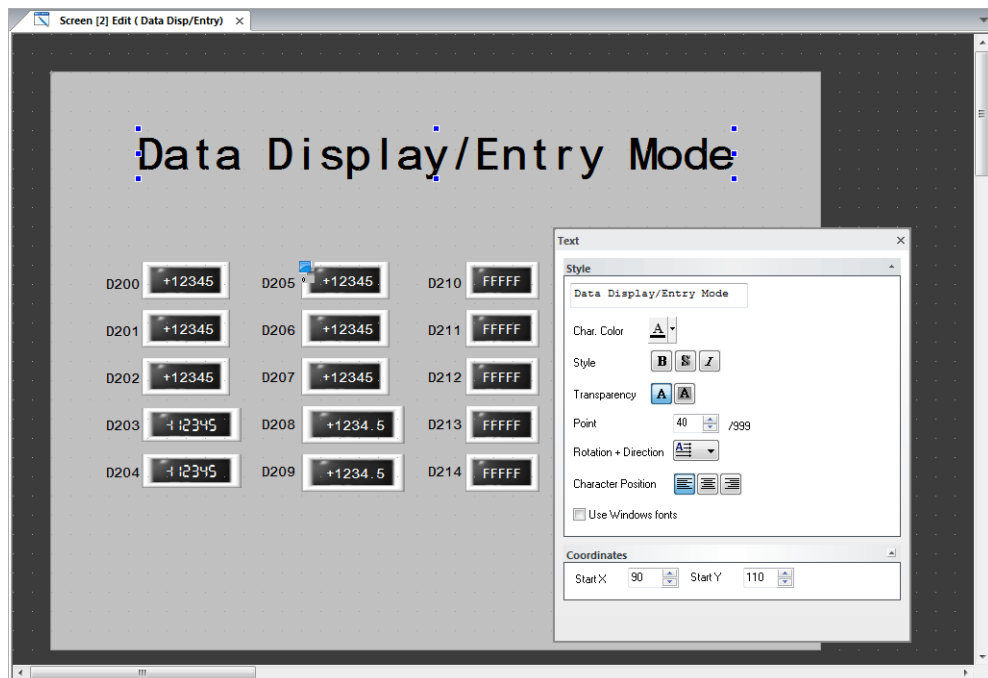 Screen [2] Edit ( Data Disp/Entry)
Data Display/Entry Mode
D200 +12345 D205 +12345 D210 FFFFF
D201 +12345 D206 +12345 D211 FFFFF
D202 +12345 D207 +12345 D212 FFFFF
D203 +12345 D208 +1234.5 D213 FFFFF
D204 +12345 D209 +1234.5 D214 FFFFF
Text
Style
Data Display/Entry Mode
Char. Color A
Style B S I
Transparency A A
Point 40 /999
Rotation + Direction A
Character Position
Use Windows fonts
Coordinates
Start X 90 Start Y 110